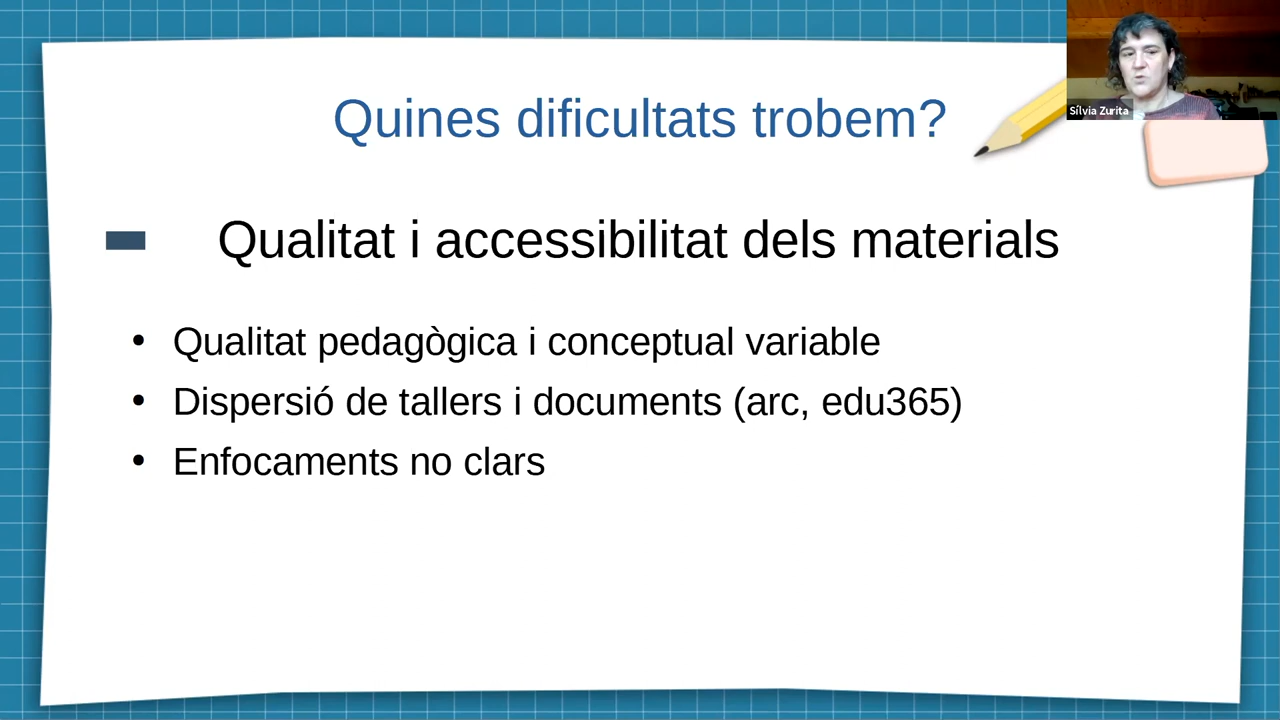 Quines dificultats trobem?
Sílvia Zurita
Qualitat i accessibilitat dels materials
• Qualitat pedagògica i conceptual variable
• Dispersió de tallers i documents (arc, edu365)
• Enfocaments no clars